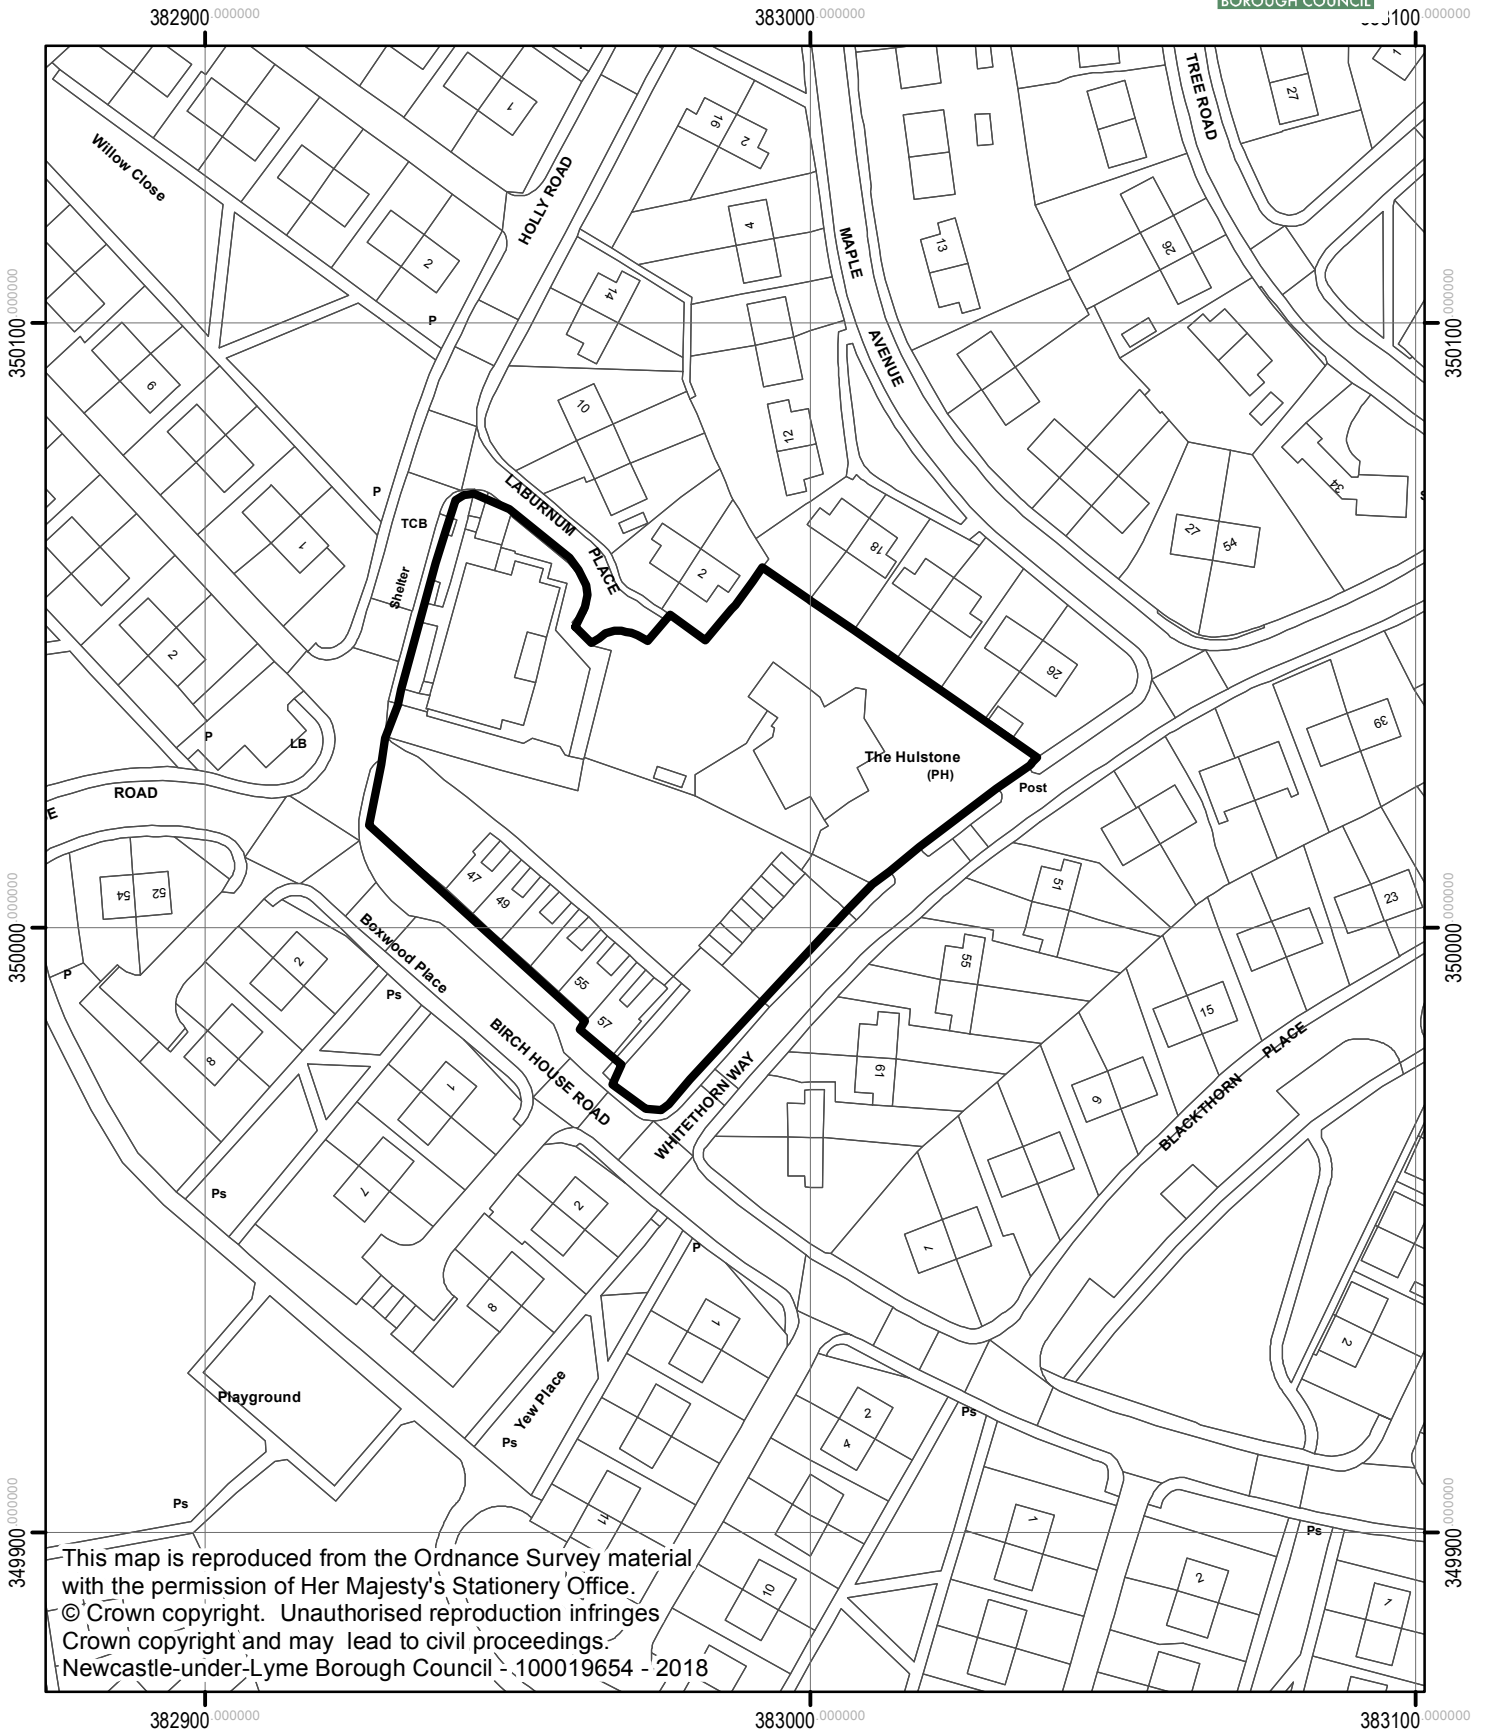 BOROUGH COUNCIL
382900.000000
383000.000000
100.000000
Willow Close
HOLLY ROAD
MAPLE
AVENUE
TREE ROAD
1
16
2
27
1
4
13
26
2
14
P
350100.000000
350100.000000
6
10
12
34
LABURNUM
PLACE
P
TCB
Shelter
1
2
18
27
54
2
26
39
P
LB
The Hulstone
(PH)
Post
ROAD
E
54
52
47
49
51
23
350000.000000
350000.000000
P
2
Boxwood Place
Ps
55
55
57
15
8
BIRCH HOUSE ROAD
WHITETHORN WAY
61
PLACE
BLACKTHORN
1
9
Ps
7
2
P
1
8
1
2
Playground
Yew Place
Ps
2
4
Ps
Ps
11
1
Ps
349900.000000
349900.000000
10
2
1
This map is reproduced from the Ordnance Survey material
with the permission of Her Majesty's Stationery Office.
© Crown copyright. Unauthorised reproduction infringes
Crown copyright and may lead to civil proceedings.
Newcastle-under-Lyme Borough Council - 100019654 - 2018
382900.000000
383000.000000
383100.000000